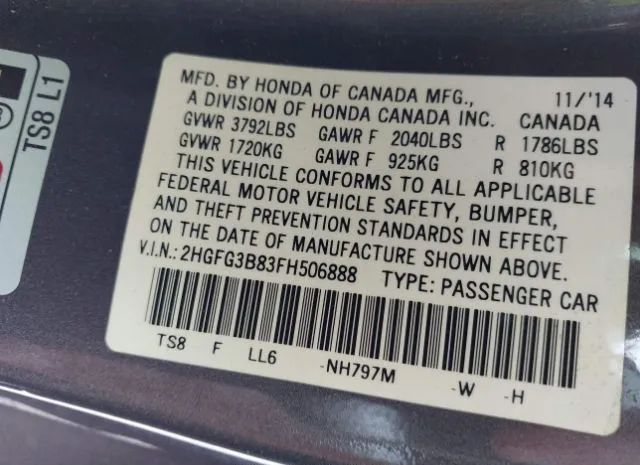 TS8 L1
MFD. BY HONDA OF CANADA MFG., 11/'14
A DIVISION OF HONDA CANADA INC. CANADA
GVWR 3792LBS GAWR F 2040LBS R 1786LBS
GVWR 1720KG GAWR F 925KG R 810KG
THIS VEHICLE CONFORMS TO ALL APPLICABLE
FEDERAL MOTOR VEHICLE SAFETY, BUMPER,
AND THEFT PREVENTION STANDARDS IN EFFECT
ON THE DATE OF MANUFACTURE SHOWN ABOVE.
V.I.N.: 2HGFG3B83FH506888 TYPE: PASSENGER CAR
TS8 F LL6 -NH797M -W -H